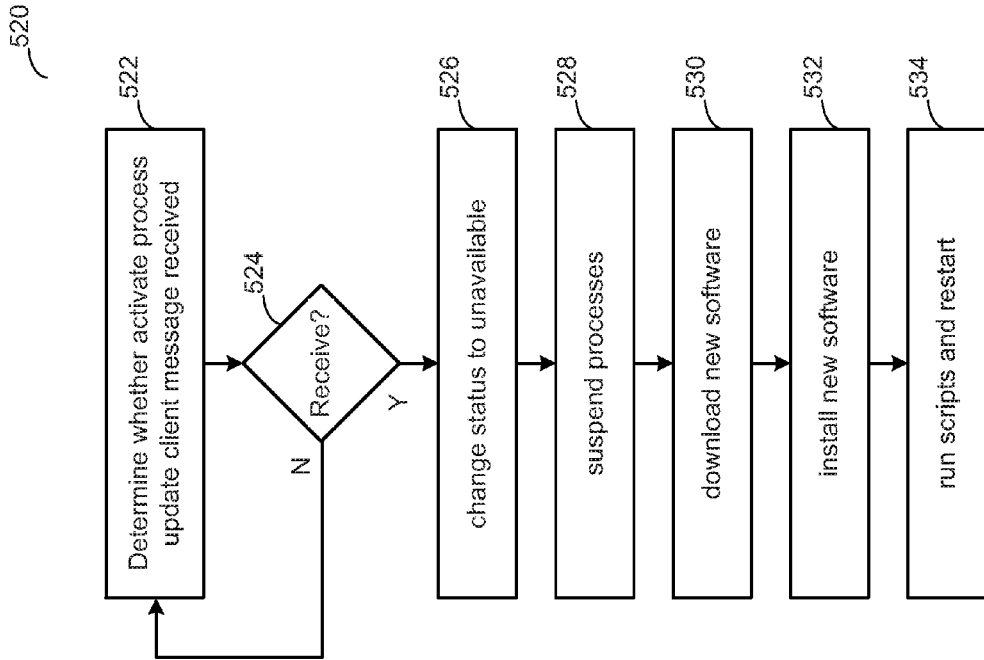 520
522
Determine whether activate process
update client message received
524
Receive?
N
Y
526
change status to unavailable
528
suspend processes
530
download new software
532
install new software
534
run scripts and restart